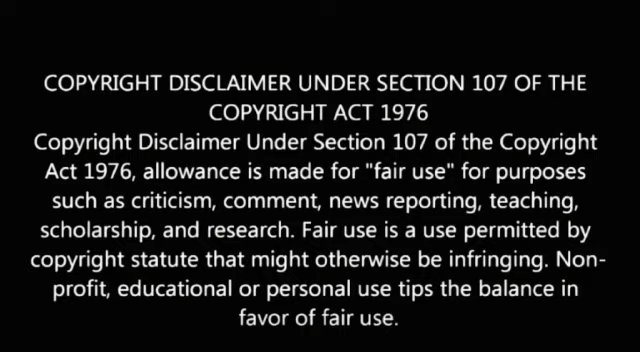 COPYRIGHT DISCLAIMER UNDER SECTION 107 OF THE
COPYRIGHT ACT 1976
Copyright Disclaimer Under Section 107 of the Copyright
Act 1976, allowance is made for "fair use" for purposes
such as criticism, comment, news reporting, teaching,
scholarship, and research. Fair use is a use permitted by
copyright statute that might otherwise be infringing. Non-
profit, educational or personal use tips the balance in
favor of fair use.